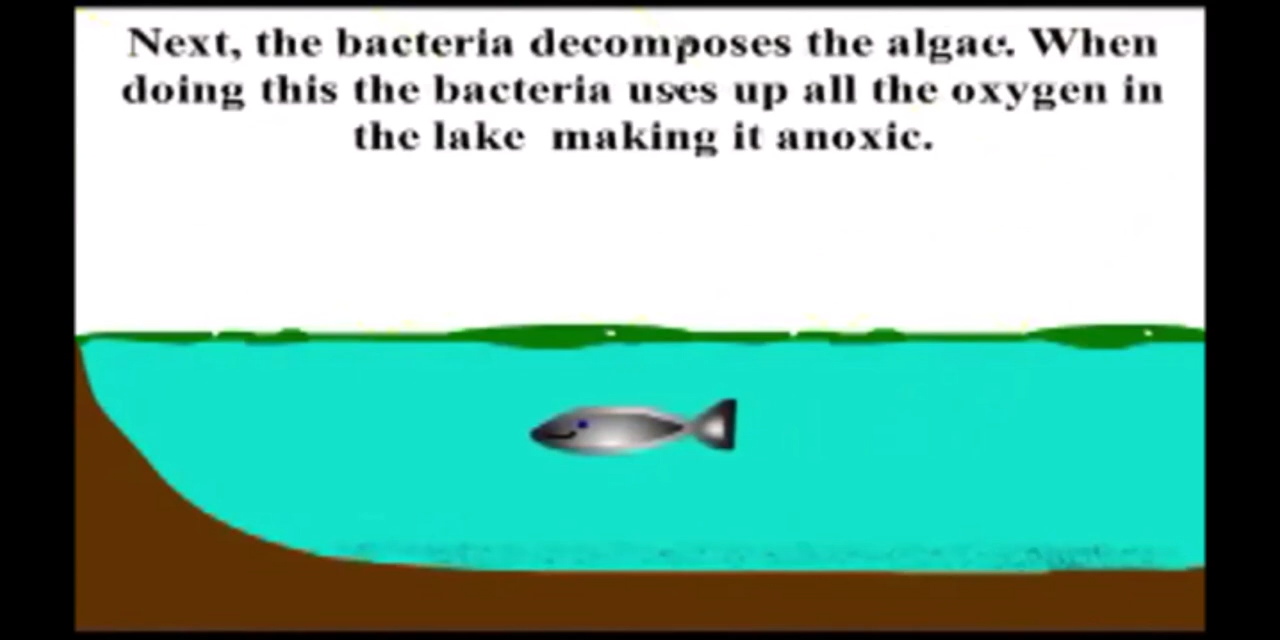 Next, the bacteria decomposes the algae. When
doing this the bacteria uses up all the oxygen in
the lake making it anoxic.